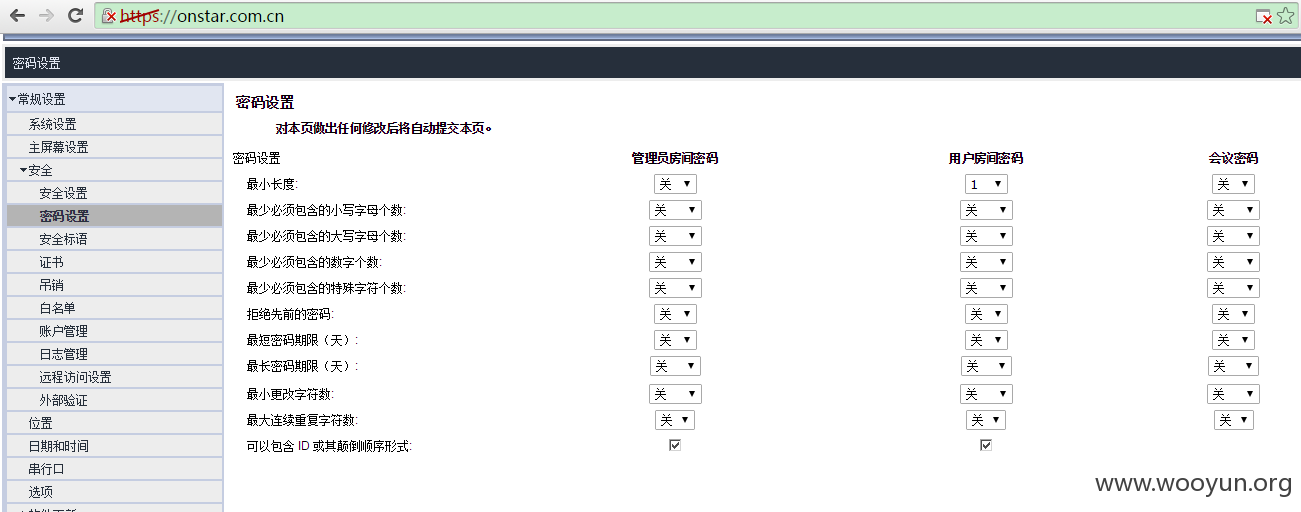 https://onstar.com.cn
密码设置
常规设置
系统设置
主屏幕设置
安全
安全设置
密码设置
安全标语
证书
吊销
白名单
账户管理
日志管理
远程访问设置
外部验证
位置
日期和时间
串行口
选项
密码设置
对本页做出任何修改后将自动提交本页。
密码设置 管理员房间密码 用户房间密码 会议密码
最小长度: 关 1 关
最少必须包含的小写字母个数: 关 关 关
最少必须包含的大写字母个数: 关 关 关
最少必须包含的数字个数: 关 关 关
最少必须包含的特殊字符个数: 关 关 关
拒绝先前的密码: 关 关 关
最短密码期限（天）: 关 关 关
最长密码期限（天）: 关 关 关
最小更改字符数: 关 关 关
最大连续重复字符数: 关 关 关
可以包含 ID 或其颠倒顺序形式:
www.wooyun.org